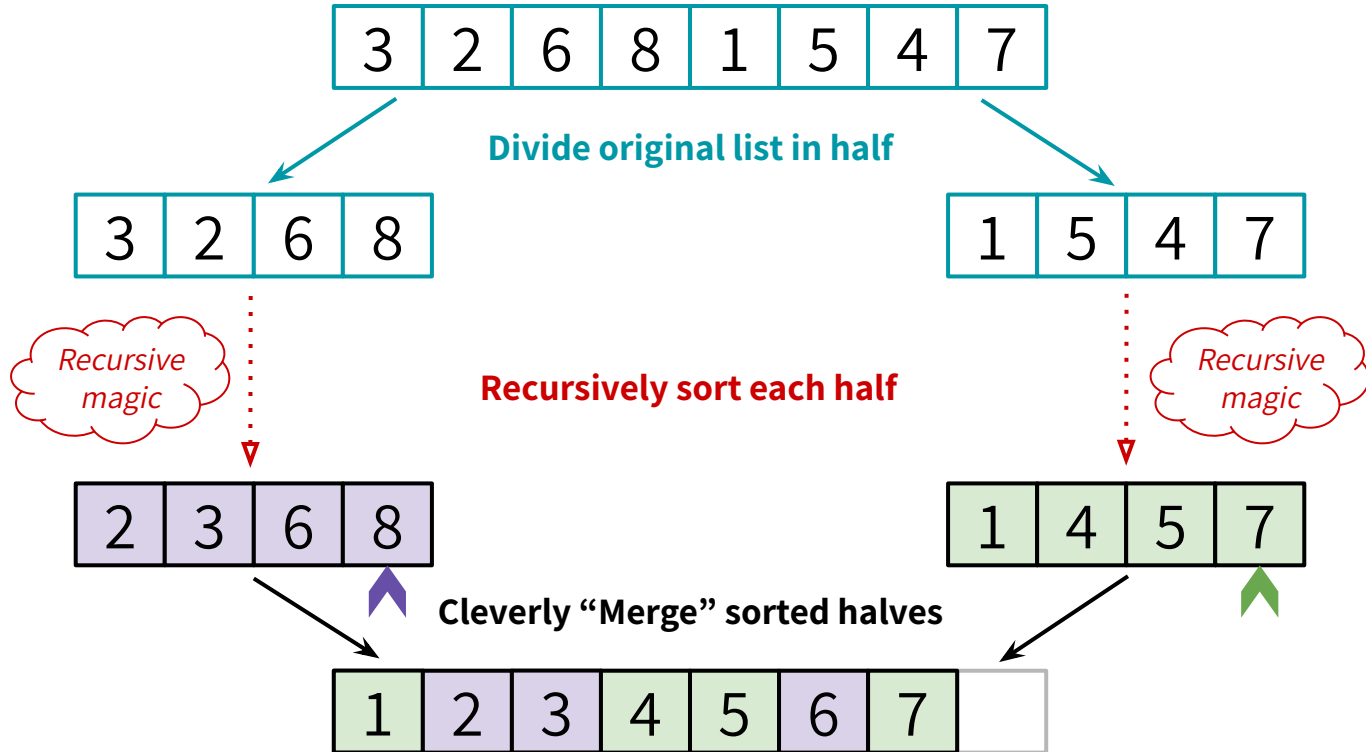 3 2 6 8 1 5 4 7
Divide original list in half
3 2 6 8
1 5 4 7
Recursive
magic
Recursively sort each half
Recursive
magic
2 3 6 8
1 4 5 7
Cleverly “Merge” sorted halves
1 2 3 4 5 6 7